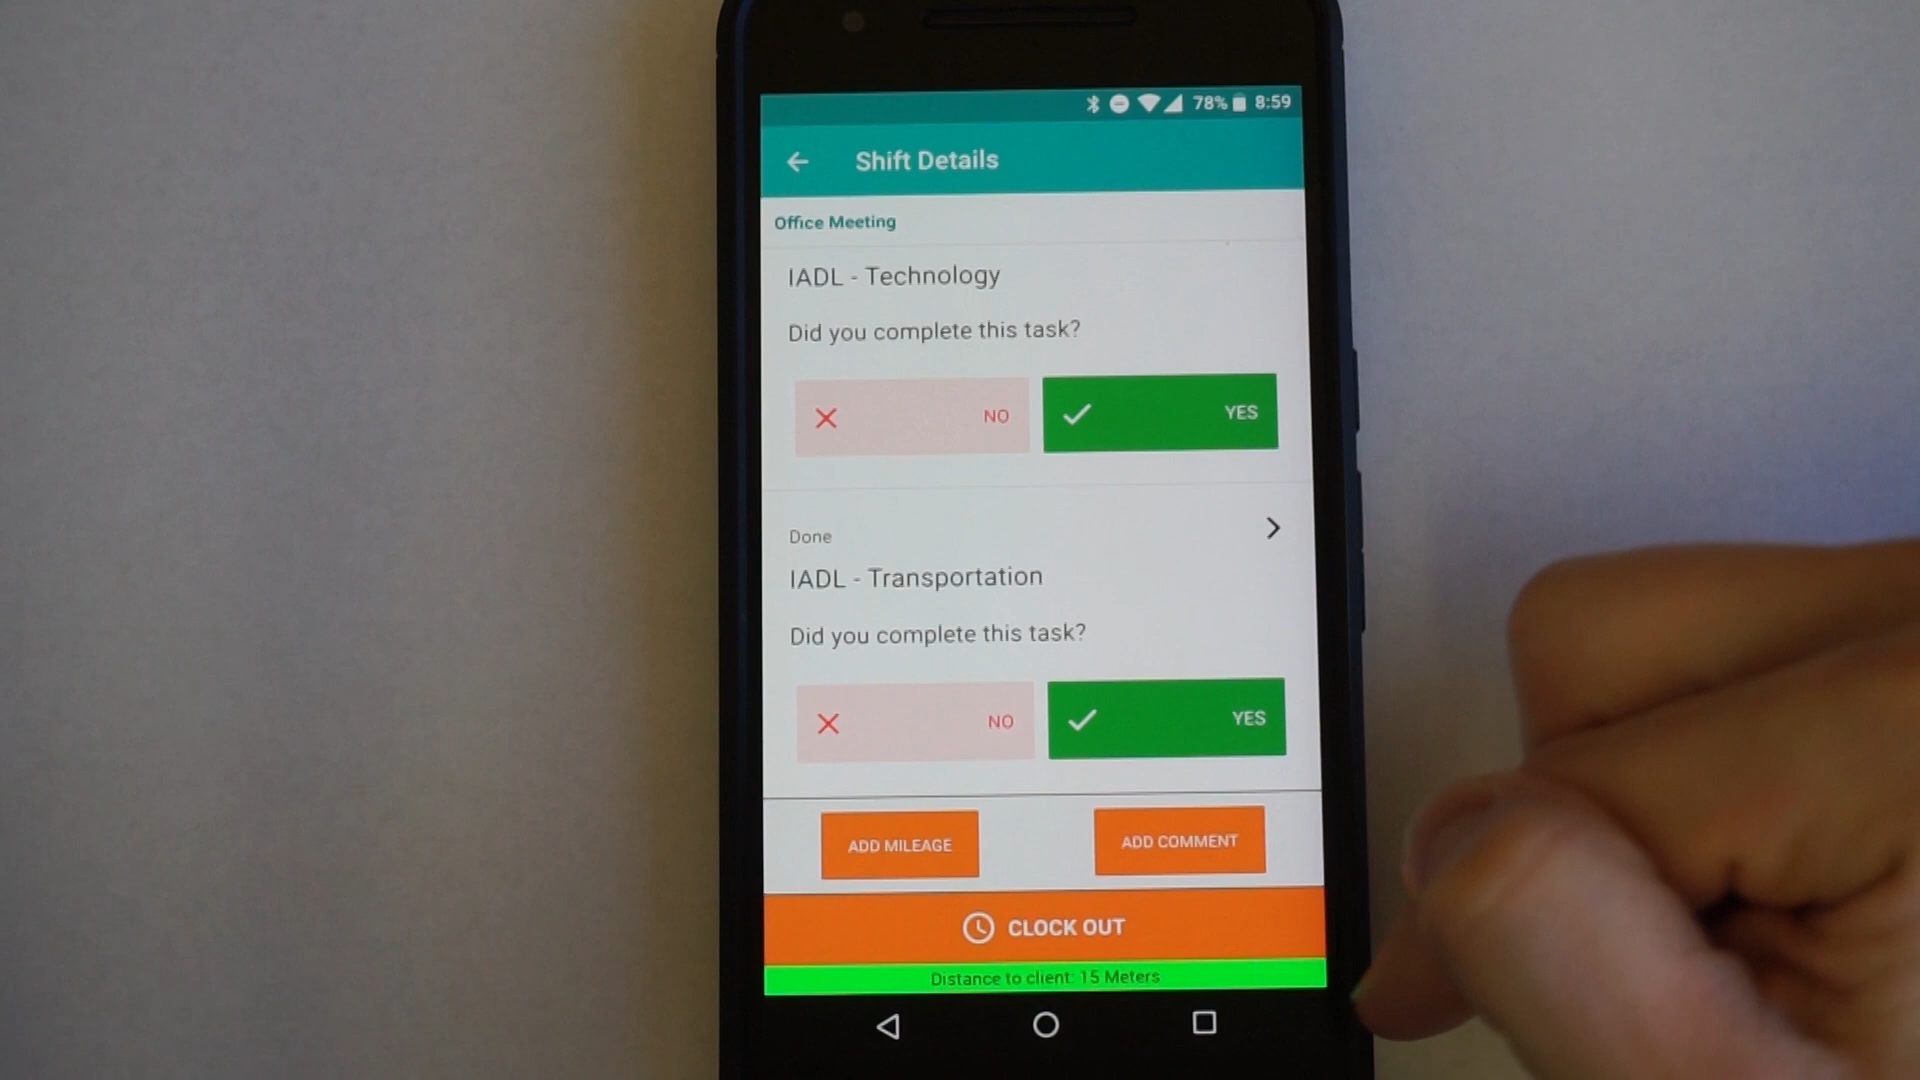 78% 8:59
Shift Details
Office Meeting
IADL - Technology
Did you complete this task?
NO YES
Done
IADL - Transportation
Did you complete this task?
NO YES
ADD MILEAGE ADD COMMENT
CLOCK OUT
Distance to client: 15 Meters